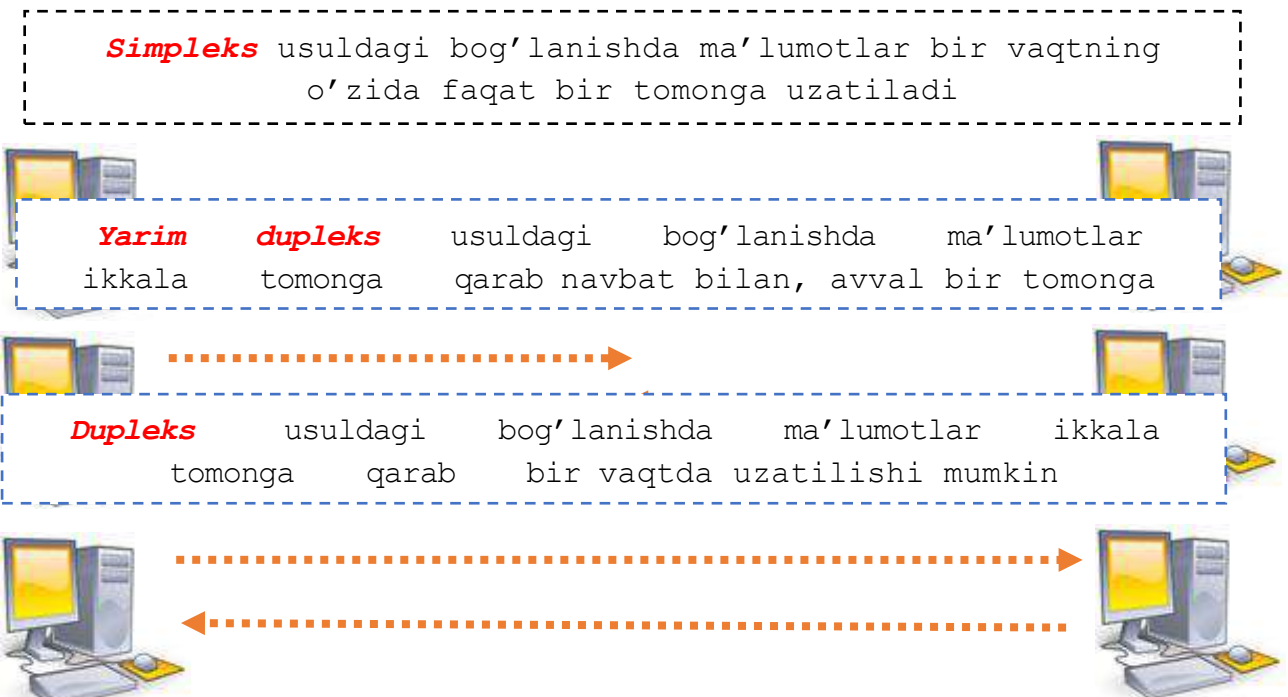 Simpleks usuldagi bog’lanishda ma’lumotlar bir vaqtning
o’zida faqat bir tomonga uzatiladi
Yarim dupleks usuldagi bog’lanishda ma’lumotlar
ikkala tomonga qarab navbat bilan, avval bir tomonga
Dupleks usuldagi bog’lanishda ma’lumotlar ikkala
tomonga qarab bir vaqtda uzatilishi mumkin